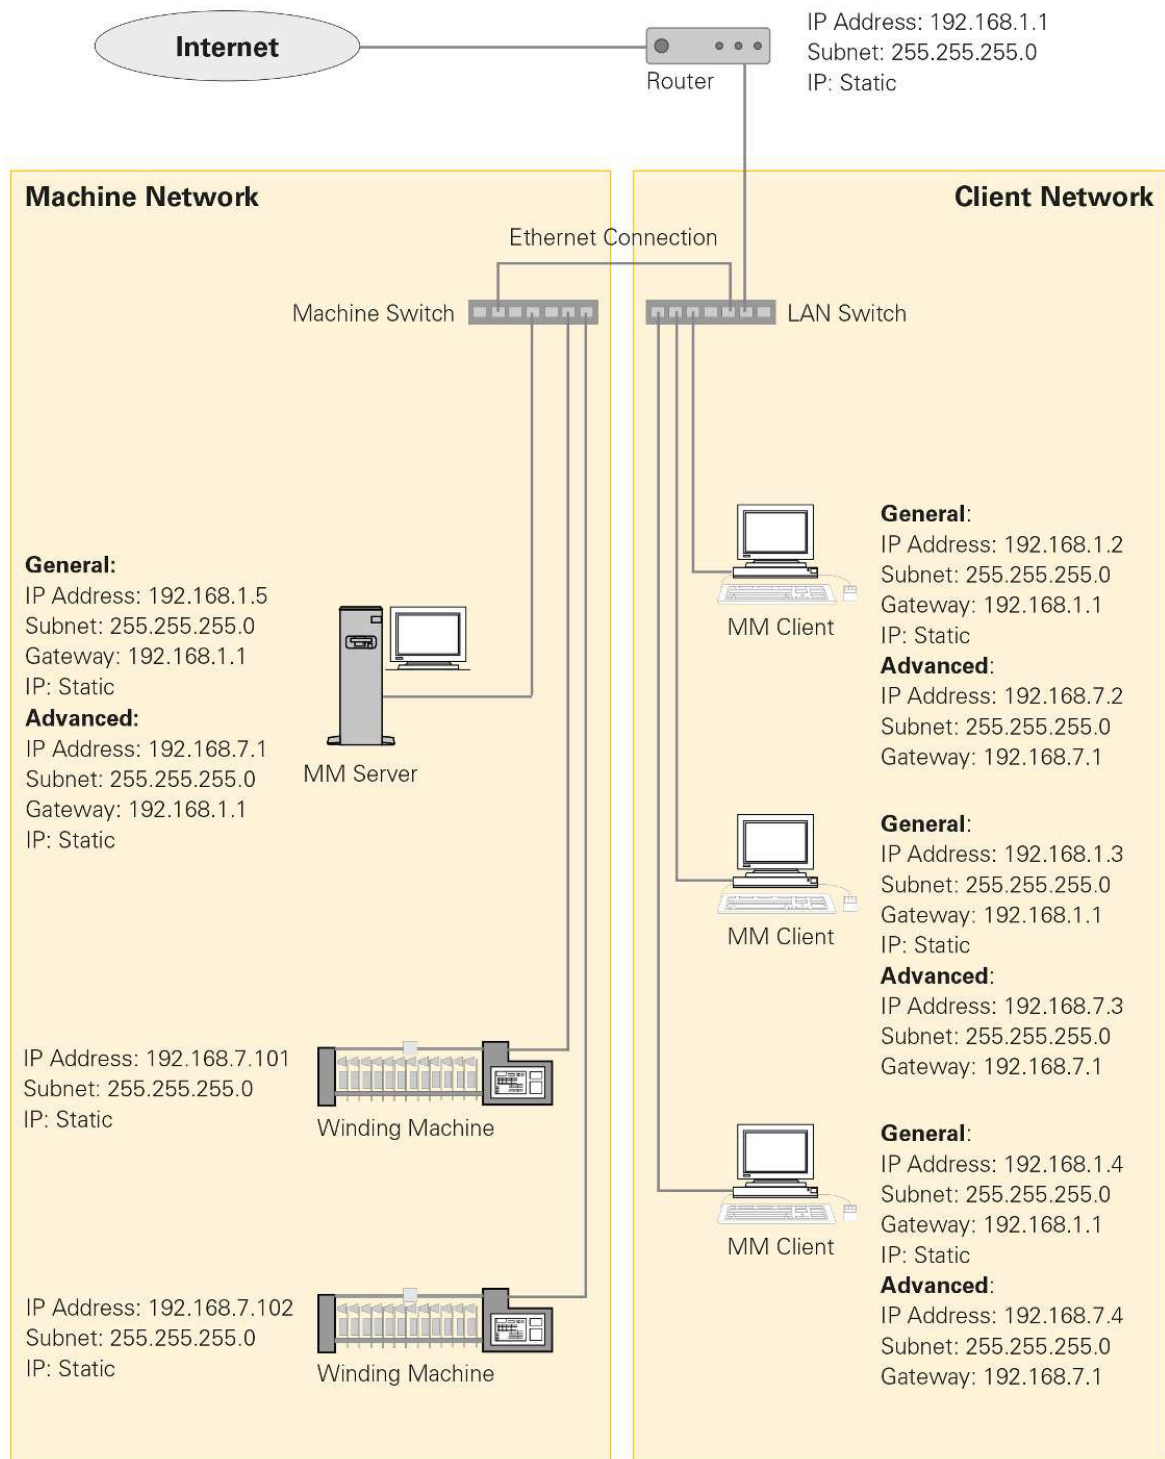 Internet
Router
IP Address: 192.168.1.1
Subnet: 255.255.255.0
IP: Static
Machine Network
Client Network
Ethernet Connection
Machine Switch
LAN Switch
General:
IP Address: 192.168.1.5
Subnet: 255.255.255.0
Gateway: 192.168.1.1
IP: Static
Advanced:
IP Address: 192.168.7.1
Subnet: 255.255.255.0
Gateway: 192.168.1.1
IP: Static
MM Server
IP Address: 192.168.7.101
Subnet: 255.255.255.0
IP: Static
Winding Machine
IP Address: 192.168.7.102
Subnet: 255.255.255.0
IP: Static
Winding Machine
MM Client
General:
IP Address: 192.168.1.2
Subnet: 255.255.255.0
Gateway: 192.168.1.1
IP: Static
Advanced:
IP Address: 192.168.7.2
Subnet: 255.255.255.0
Gateway: 192.168.7.1
MM Client
General:
IP Address: 192.168.1.3
Subnet: 255.255.255.0
Gateway: 192.168.1.1
IP: Static
Advanced:
IP Address: 192.168.7.3
Subnet: 255.255.255.0
Gateway: 192.168.7.1
MM Client
General:
IP Address: 192.168.1.4
Subnet: 255.255.255.0
Gateway: 192.168.1.1
IP: Static
Advanced:
IP Address: 192.168.7.4
Subnet: 255.255.255.0
Gateway: 192.168.7.1